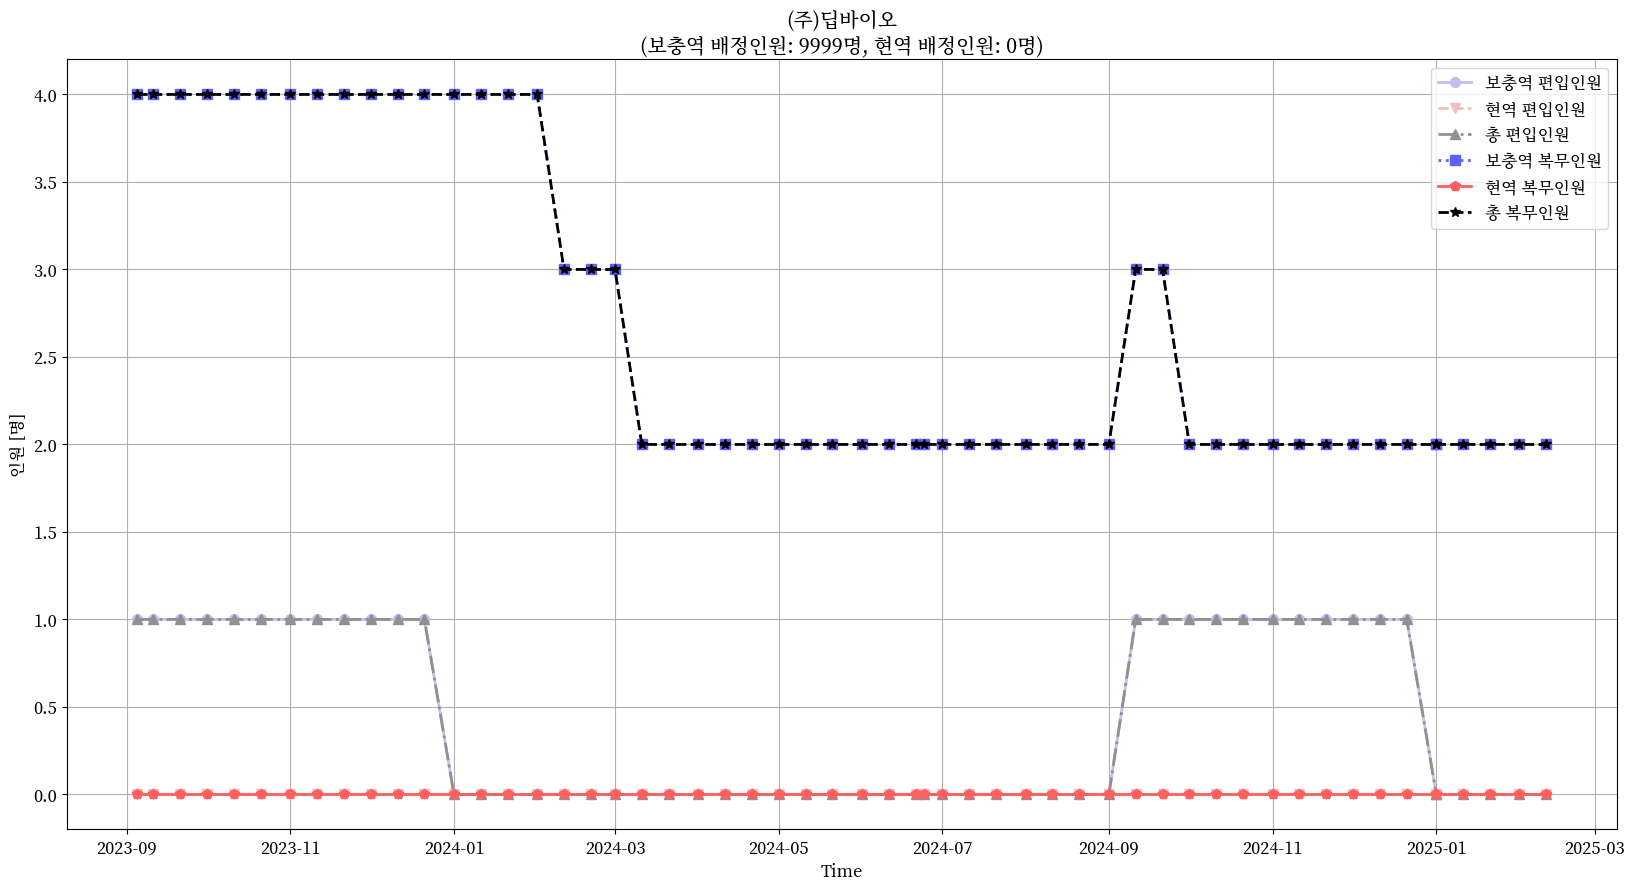 (주)딥바이오
(보충역 배정인원: 9999명, 현역 배정인원: 0명)
보충역 편입인원
현역 편입인원
총 편입인원
보충역 복무인원
현역 복무인원
총 복무인원
인원 [명]
4.0
3.5
3.0
2.5
2.0
1.5
1.0
0.5
0.0
2023-09 2023-11 2024-01 2024-03 2024-05 2024-07 2024-09 2024-11 2025-01 2025-03
Time